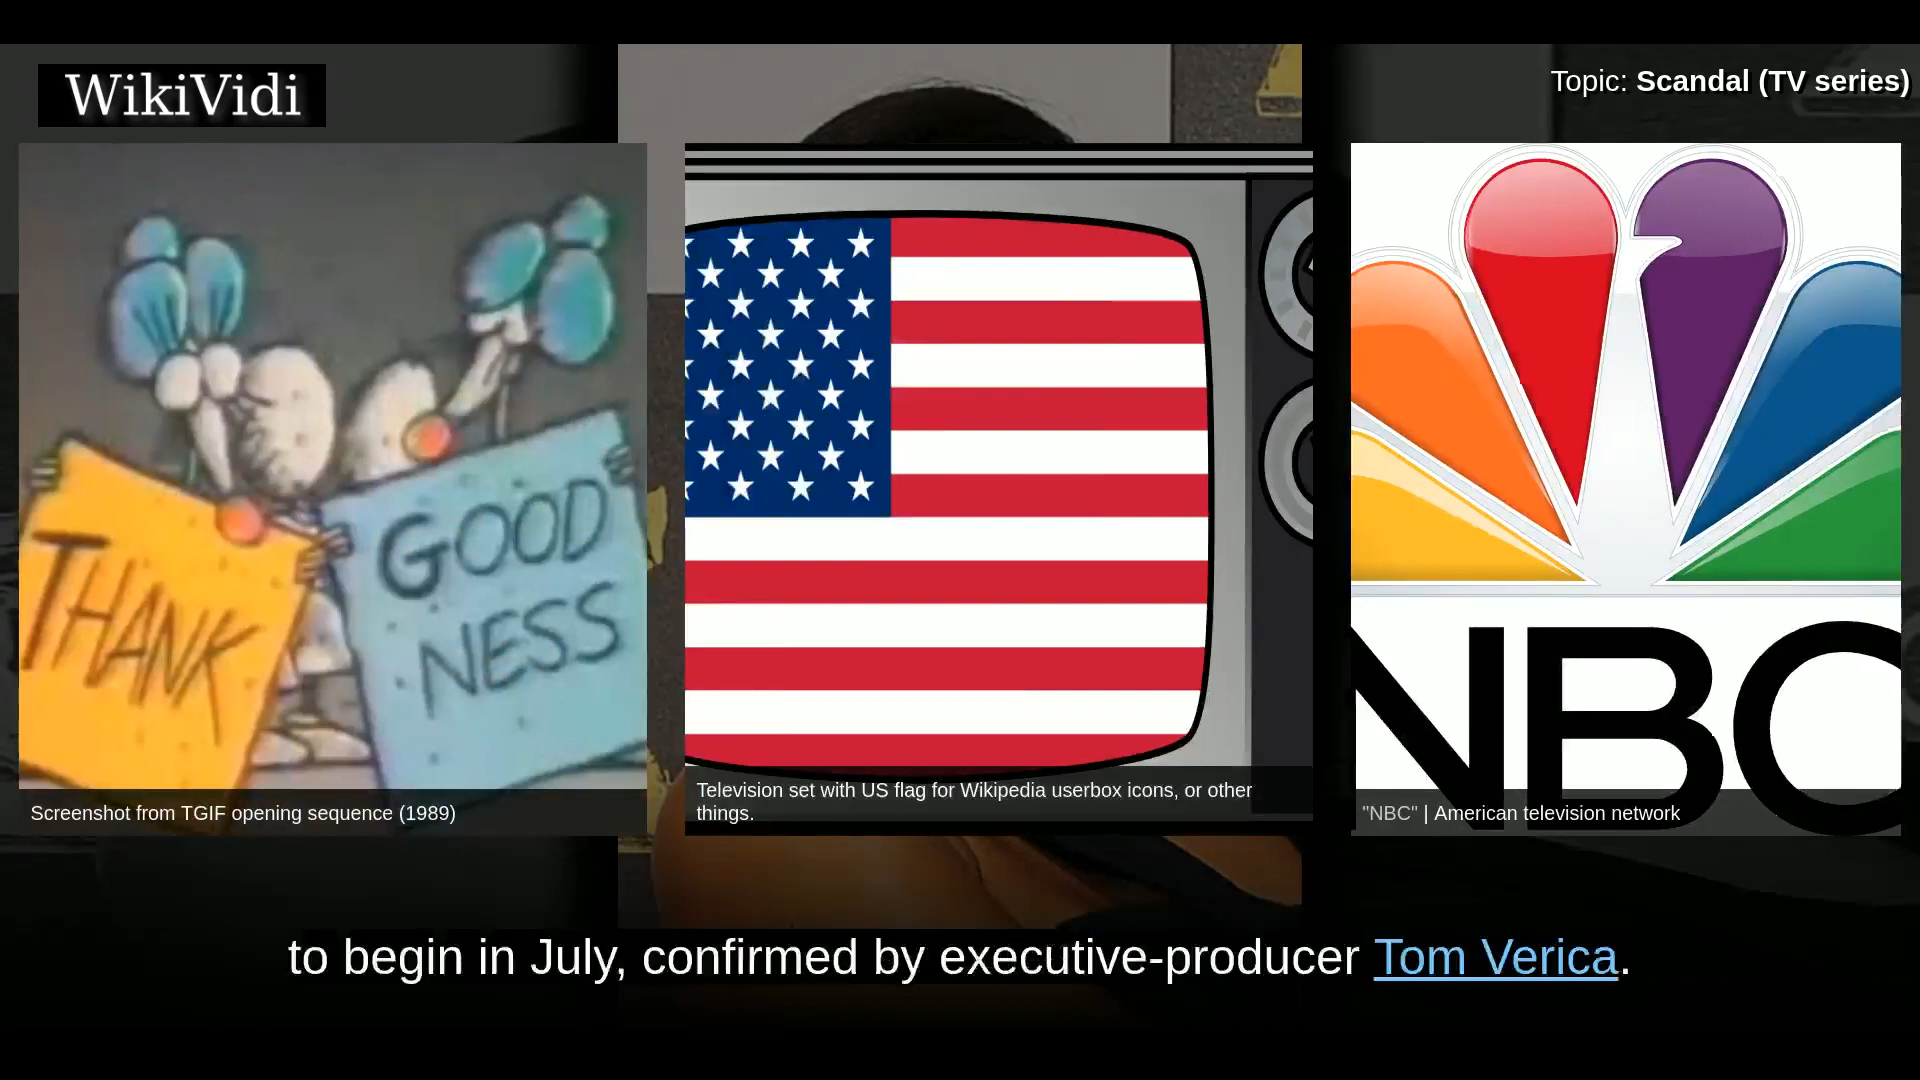 WikiVidi
Topic: Scandal (TV series)
THANK
GOOD
NESS
NBC
Screenshot from TGIF opening sequence (1989)
Television set with US flag for Wikipedia userbox icons, or other
things.
"NBC" | American television network
to begin in July, confirmed by executive-producer Tom Verica.